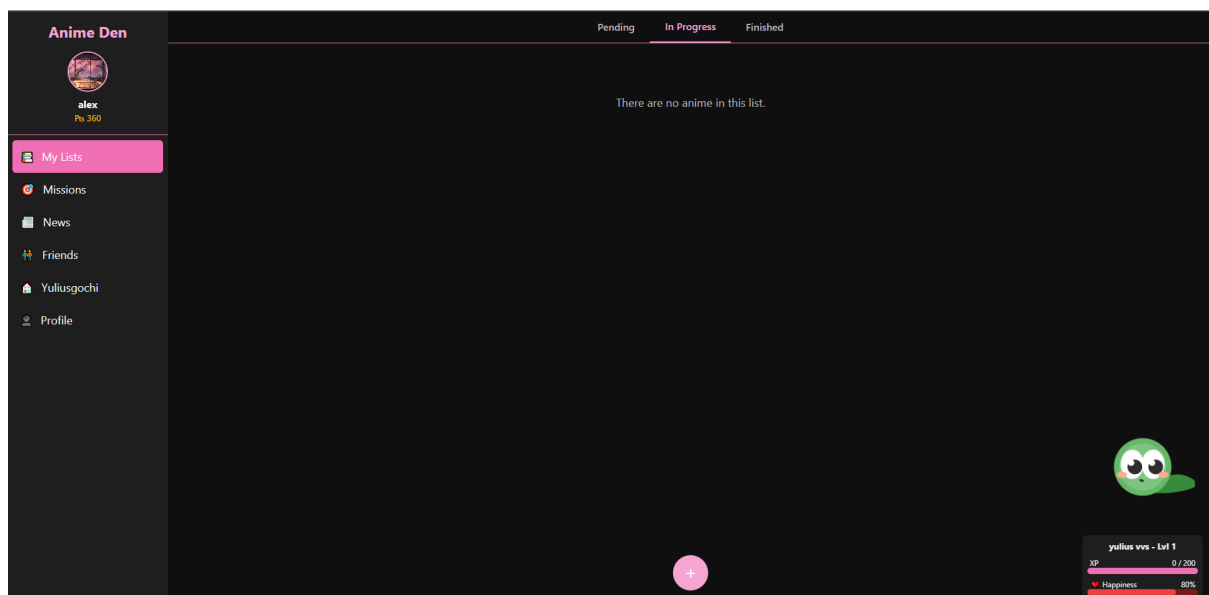 Anime Den
alex
Pts 360
My Lists
Missions
News
Friends
Yuliusgochi
Profile
Pending In Progress Finished
There are no anime in this list.
+
yulius vvs - Lvl 1
XP 0 / 200
Happiness 80%